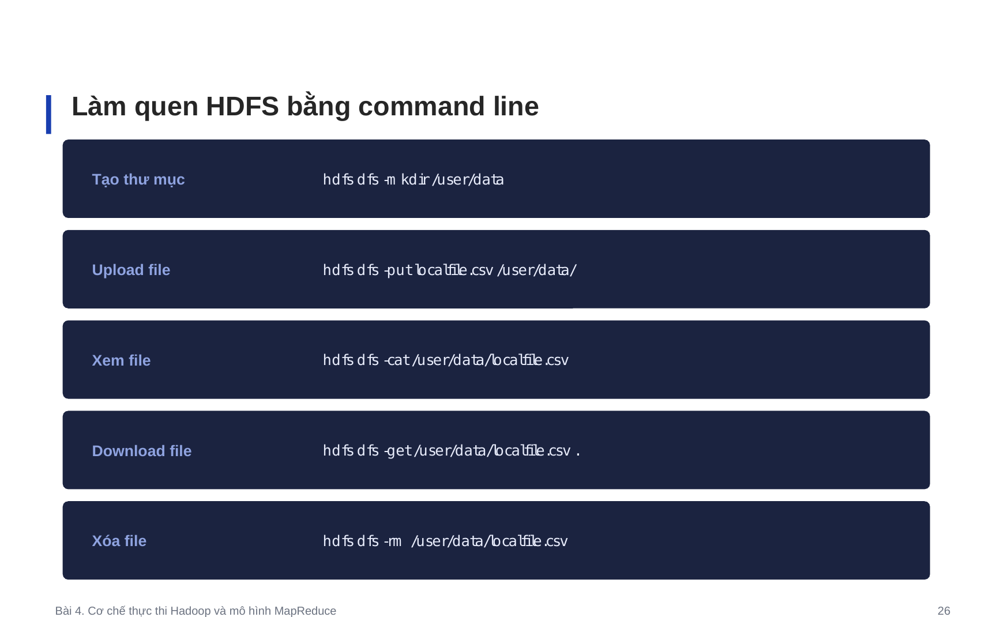 Làm quen HDFS bằng command line
Tạo thư mục hdfs dfs -mkdir /user/data
Upload file hdfs dfs -put localfile.csv /user/data/
Xem file hdfs dfs -cat /user/data/localfile.csv
Download file hdfs dfs -get /user/data/localfile.csv .
Xóa file hdfs dfs -rm /user/data/localfile.csv
Bài 4. Cơ chế thực thi Hadoop và mô hình MapReduce 26